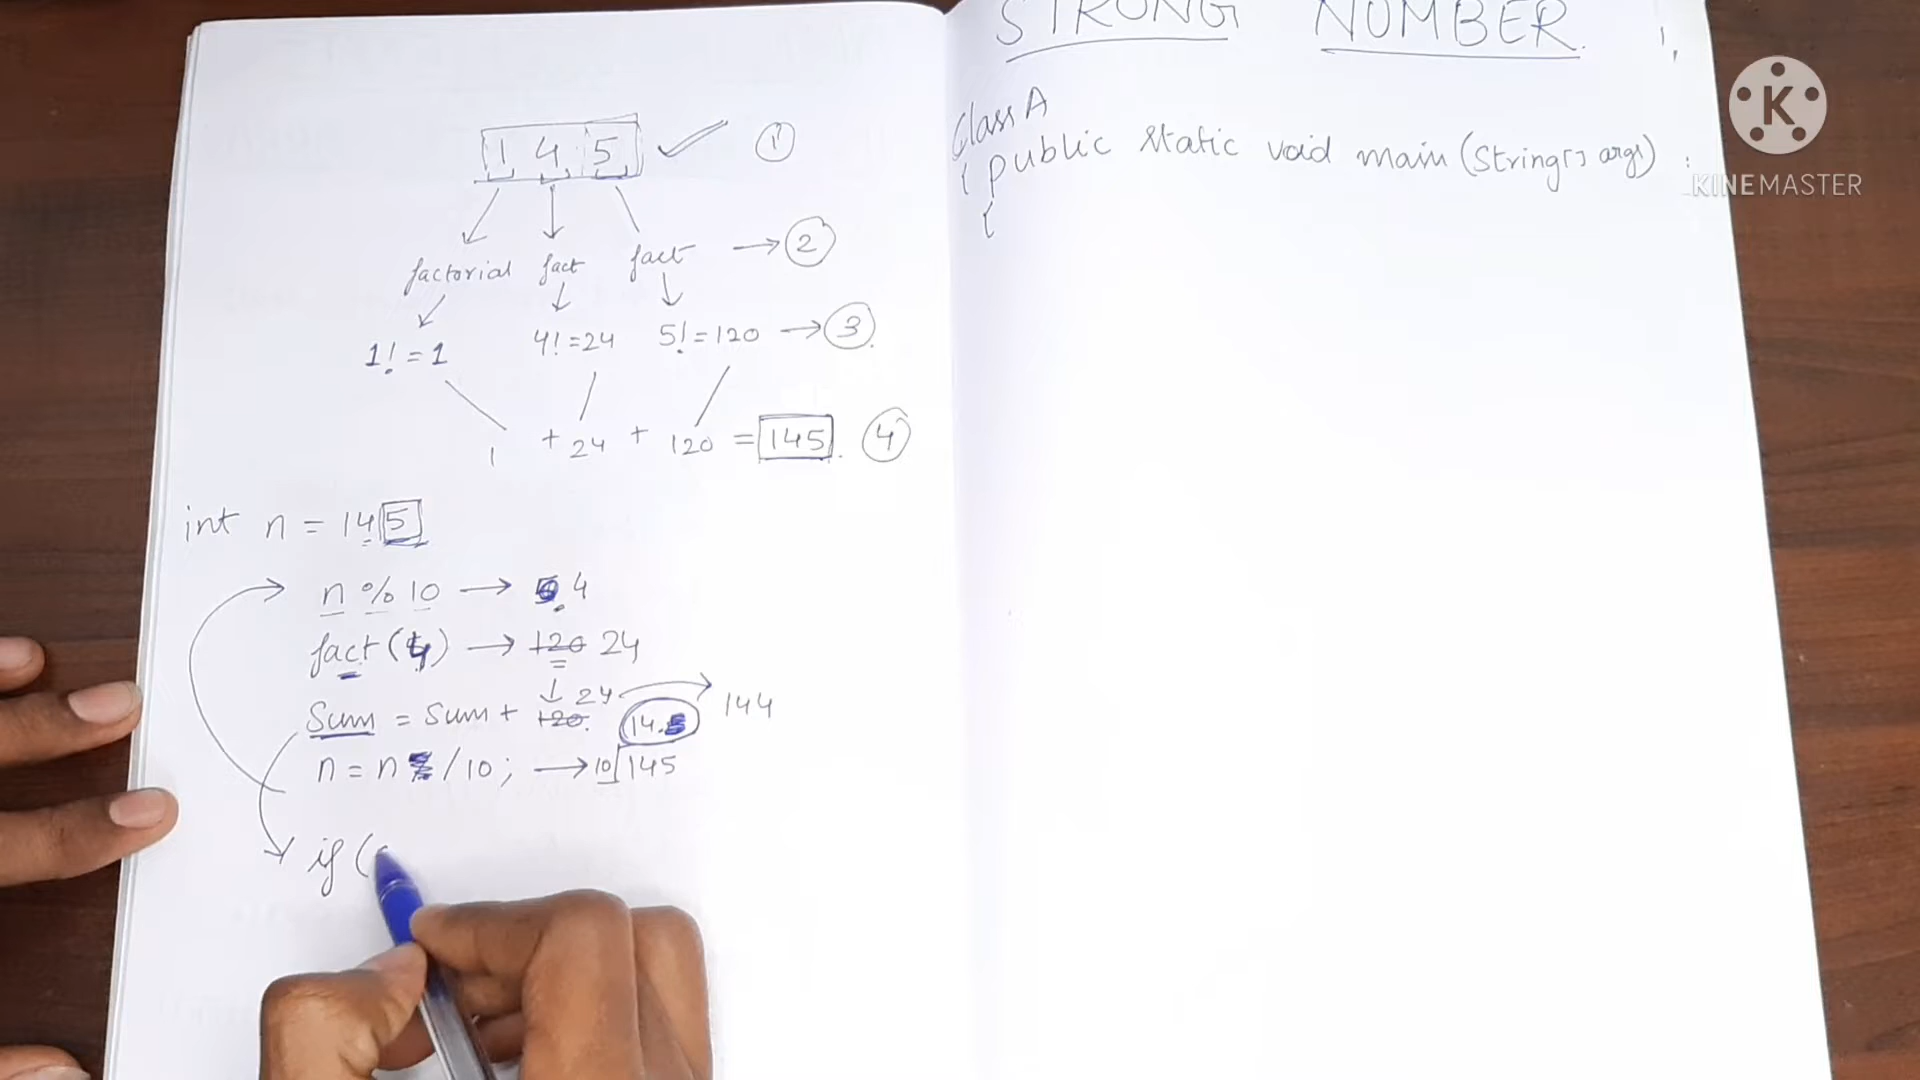 1 4 5 ✓ ①
factorial fact fact → ②
1! = 1 4! = 24 5! = 120 → ③
1 + 24 + 120 = 145. ④
int n = 145
n % 10 → 4
fact (4) → 120 24
24
Sum = Sum + 120. 14. 144
n = n / 10; → 10 145
if (
STRONG NUMBER.
Class A
{ public static void main (String[] args)
{
K
KINEMASTER